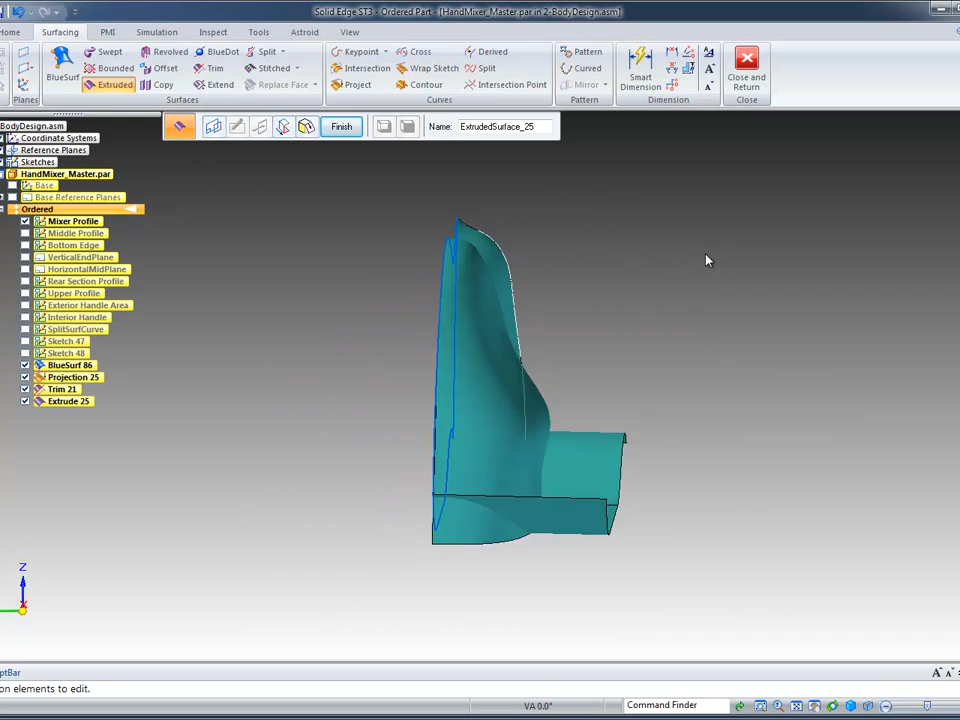 Solid Edge ST3 - Ordered Part - [HandMixer_Master.par in 2-BodyDesign.asm]
Home Surfacing PMI Simulation Inspect Tools Astroid View
Planes
BlueSurf
Swept Revolved BlueDot Split
Bounded Offset Trim Stitched
Extruded Copy Extend Replace Face
Surfaces
Keypoint Cross Derived
Intersection Wrap Sketch Split
Project Contour Intersection Point
Curves
Pattern
Curved
Mirror
Pattern
Smart Dimension
Dimension
Close and Return
Close
Finish Name: ExtrudedSurface_25
BodyDesign.asm
Coordinate Systems
Reference Planes
Sketches
HandMixer_Master.par
Base
Base Reference Planes
Ordered
Mixer Profile
Middle Profile
Bottom Edge
VerticalEndPlane
HorizontalMidPlane
Rear Section Profile
Upper Profile
Exterior Handle Area
Interior Handle
SplitSurfCurve
Sketch 47
Sketch 48
BlueSurf 86
Projection 25
Trim 21
Extrude 25
Z
ptBar
on elements to edit.
VA 0.0°
Command Finder